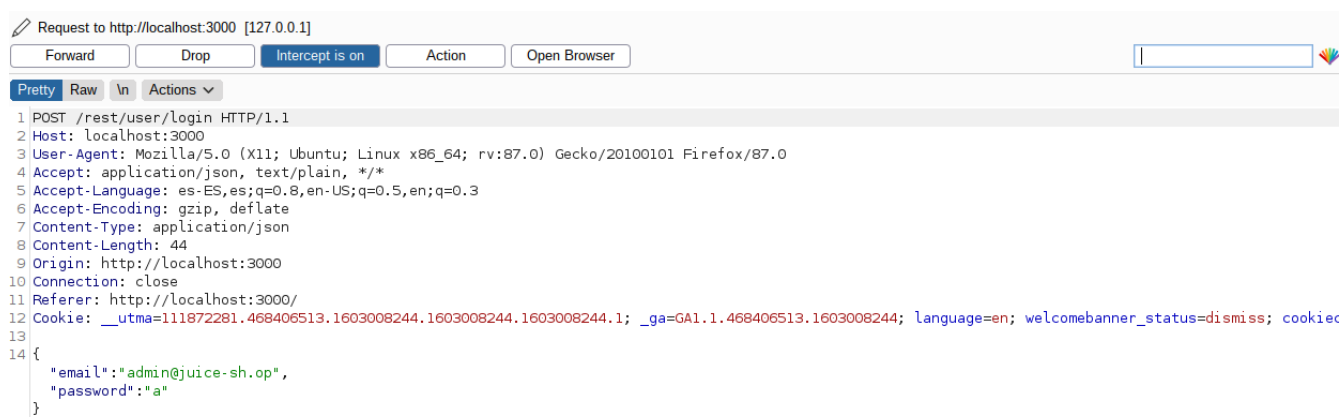 Request to http://localhost:3000 [127.0.0.1]
Forward Drop Intercept is on Action Open Browser
Pretty Raw \n Actions
1 POST /rest/user/login HTTP/1.1
2 Host: localhost:3000
3 User-Agent: Mozilla/5.0 (X11; Ubuntu; Linux x86_64; rv:87.0) Gecko/20100101 Firefox/87.0
4 Accept: application/json, text/plain, */*
5 Accept-Language: es-ES,es;q=0.8,en-US;q=0.5,en;q=0.3
6 Accept-Encoding: gzip, deflate
7 Content-Type: application/json
8 Content-Length: 44
9 Origin: http://localhost:3000
10 Connection: close
11 Referer: http://localhost:3000/
12 Cookie: __utma=111872281.468406513.1603008244.1603008244.1603008244.1; _ga=GA1.1.468406513.1603008244; language=en; welcomebanner_status=dismiss; cookiec
13
14 {
"email":"admin@juice-sh.op",
"password":"a"
}